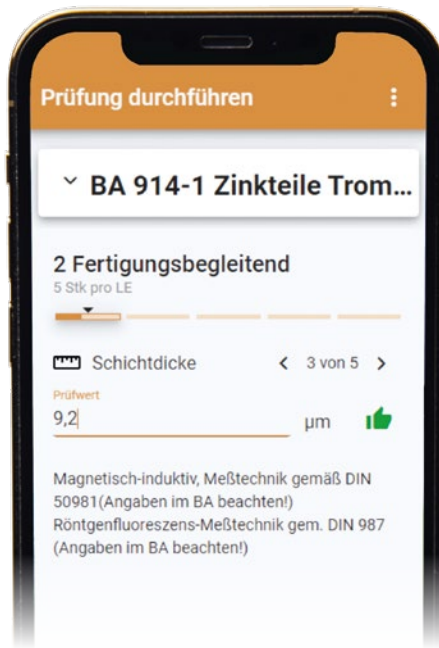 Prüfung durchführen
BA 914-1 Zinkteile Trom...
2 Fertigungsbegleitend
5 Stk pro LE
Schichtdicke < 3 von 5 >
Prüfwert
9,2 µm
Magnetisch-induktiv, Meßtechnik gemäß DIN
50981(Angaben im BA beachten!)
Röntgenfluoreszens-Meßtechnik gem. DIN 987
(Angaben im BA beachten!)